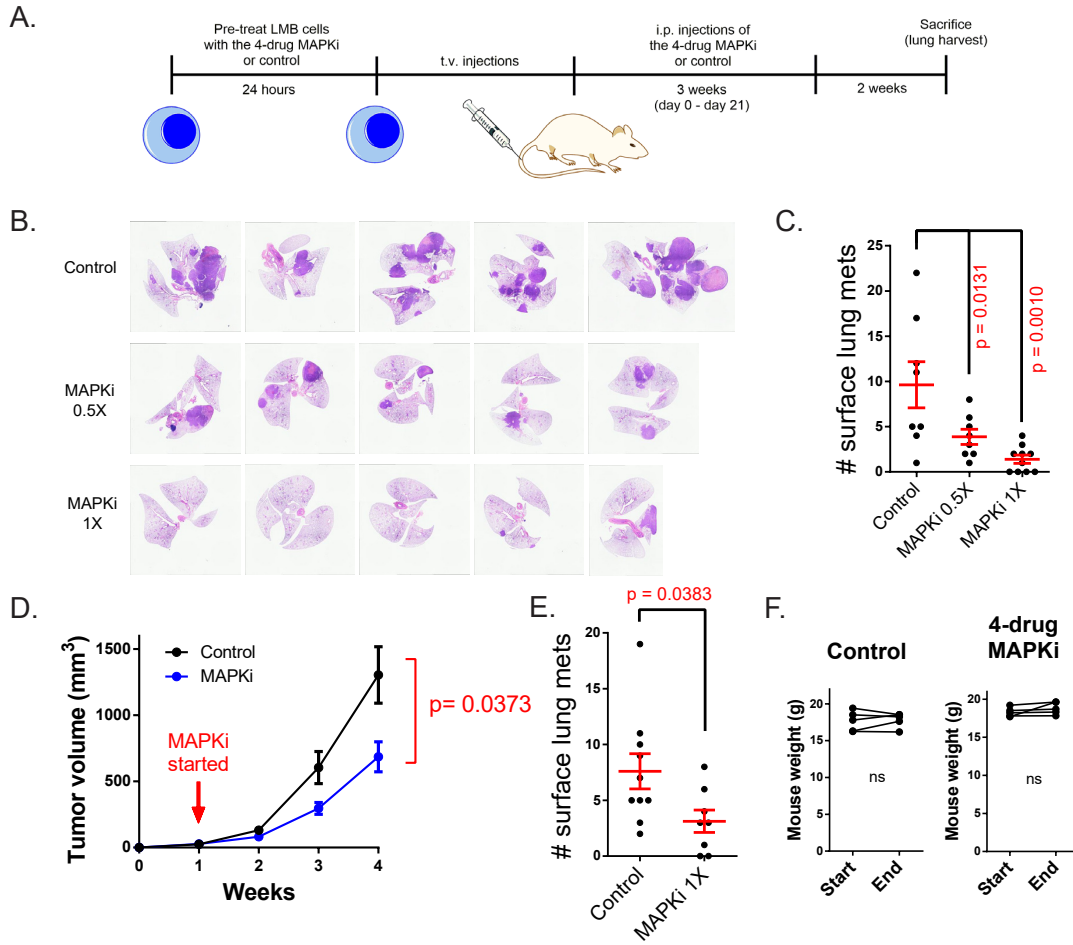 A.
Pre-treat LMB cells
with the 4-drug MAPKi
or control
24 hours
t.v. injections
i.p. injections of
the 4-drug MAPKi
or control
3 weeks
(day 0 - day 21)
2 weeks
Sacrifice
(lung harvest)
B.
Control
MAPKi
0.5X
MAPKi
1X
C.
# surface lung mets
25
20
15
10
5
0
p = 0.0131
p = 0.0010
Control
MAPKi 0.5X
MAPKi 1X
D.
Tumor volume (mm³)
1500
1000
500
0
Control
MAPKi
MAPKi
started
p= 0.0373
0 1 2 3 4
Weeks
E.
p = 0.0383
# surface lung mets
20
15
10
5
0
Control
MAPKi 1X
F.
Control
Mouse weight (g)
20
15
10
5
0
ns
Start
End
4-drug
MAPKi
Mouse weight (g)
20
15
10
5
0
ns
Start
End